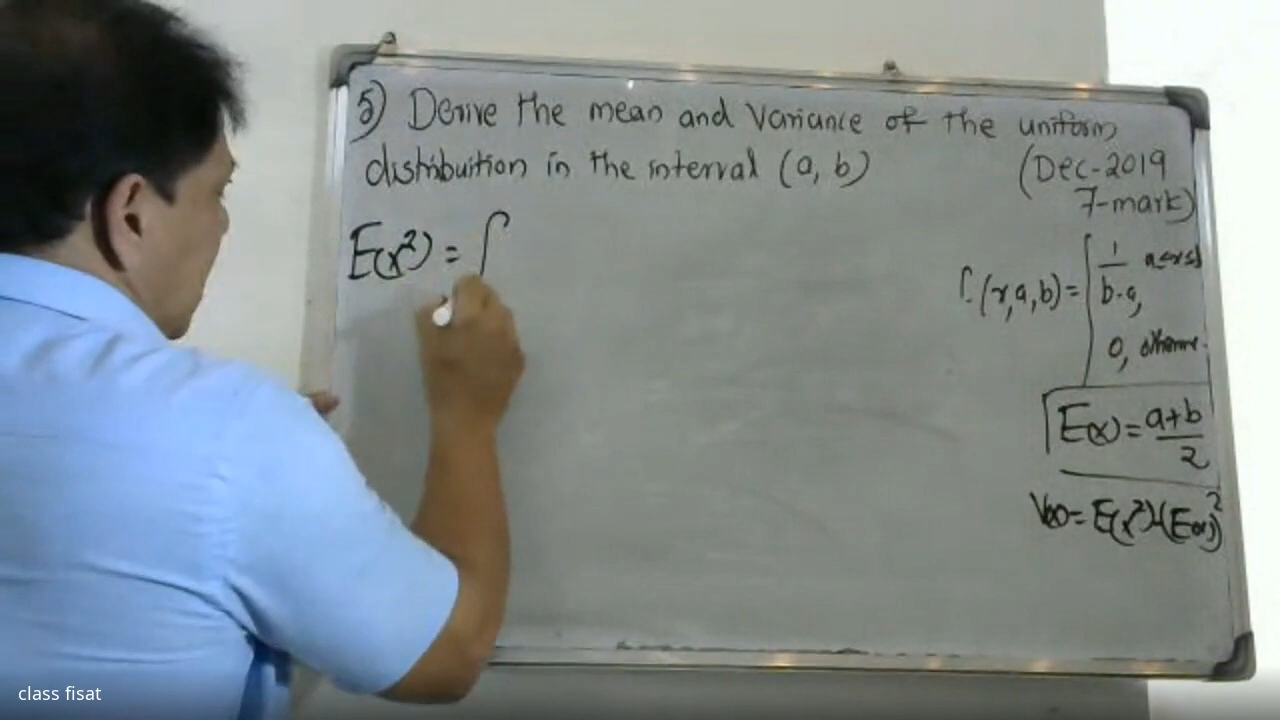 5) Derive the mean and Variance of the uniform
distribuition in the interval (a, b) (Dec-2019
7-mark)
E(x²) = ∫
f(x,a,b) = { 1/b-a, a≤x≤b
0, otherwise.
E(x) = a+b/2
V(x) = E(x²)-(E(x))²
class fisat